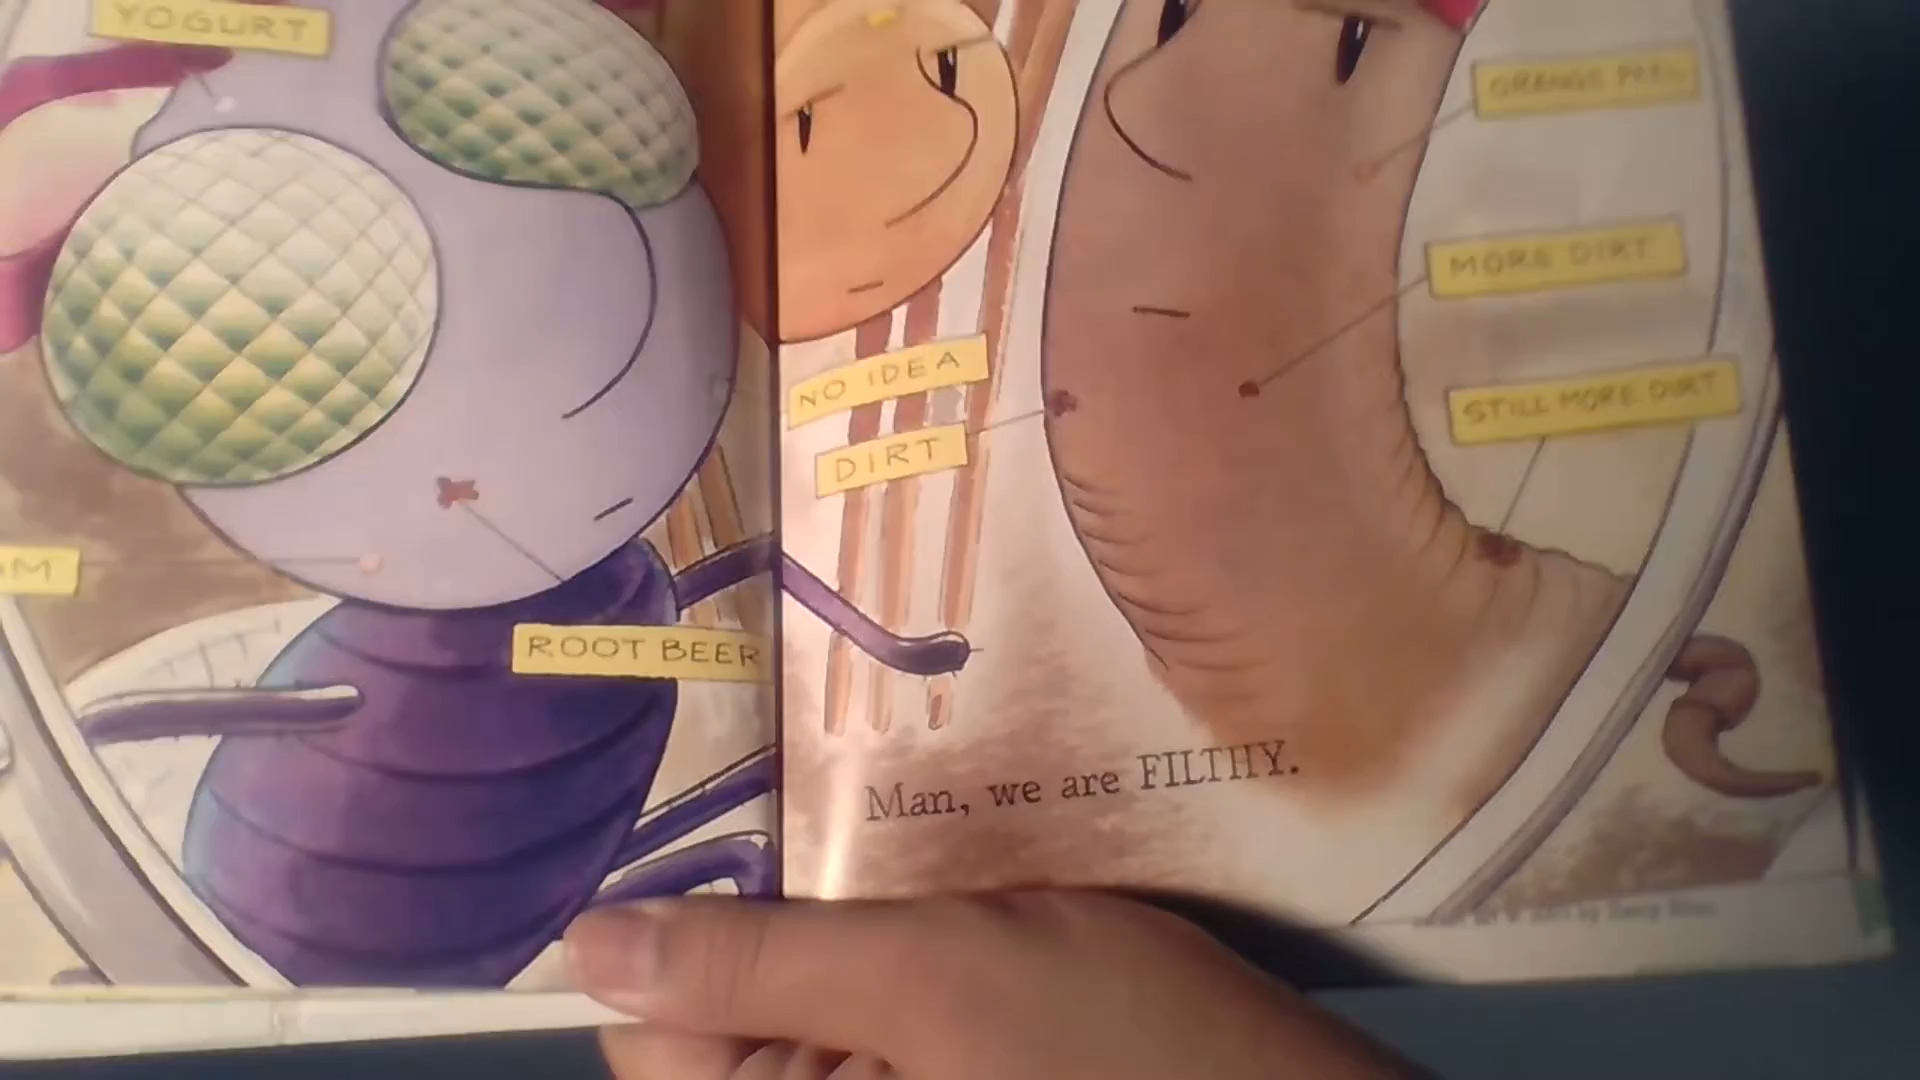 YOGURT
ROOT BEER
NO IDEA
DIRT
ORANGE PEEL
MORE DIRT
STILL MORE DIRT
Man, we are FILTHY.